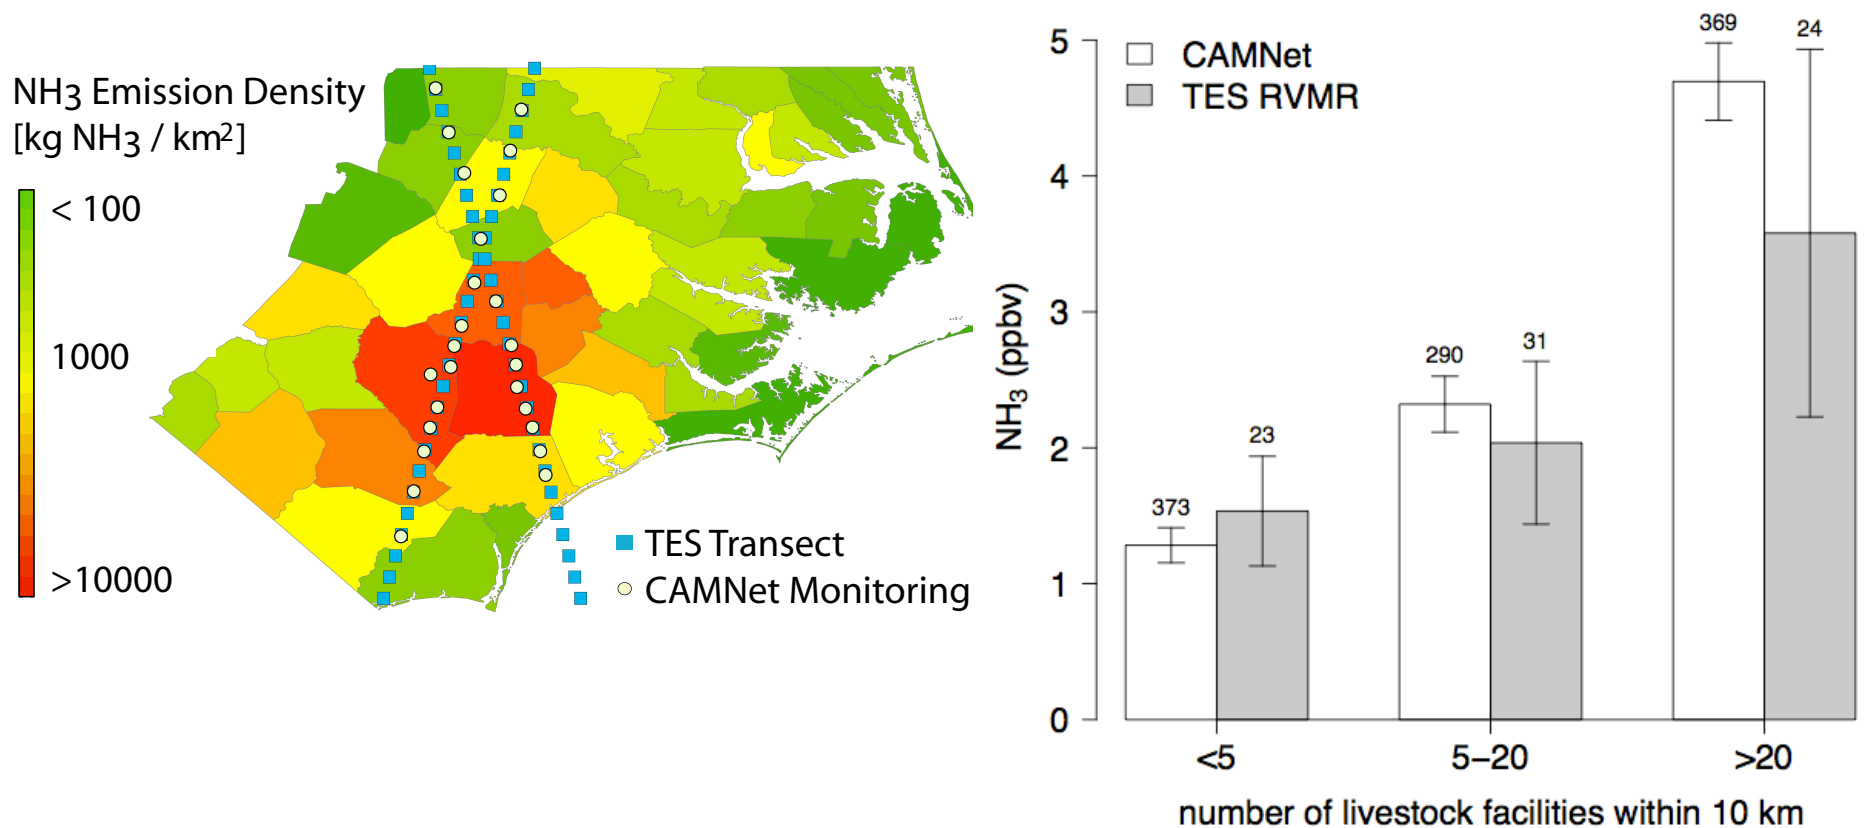 NH3 Emission Density
[kg NH3 / km2]
< 100
1000
>10000
TES Transect
CAMNet Monitoring
CAMNet
TES RVMR
NH3 (ppbv)
5
4
3
2
1
0
373
23
290
31
369
24
<5
5−20
>20
number of livestock facilities within 10 km